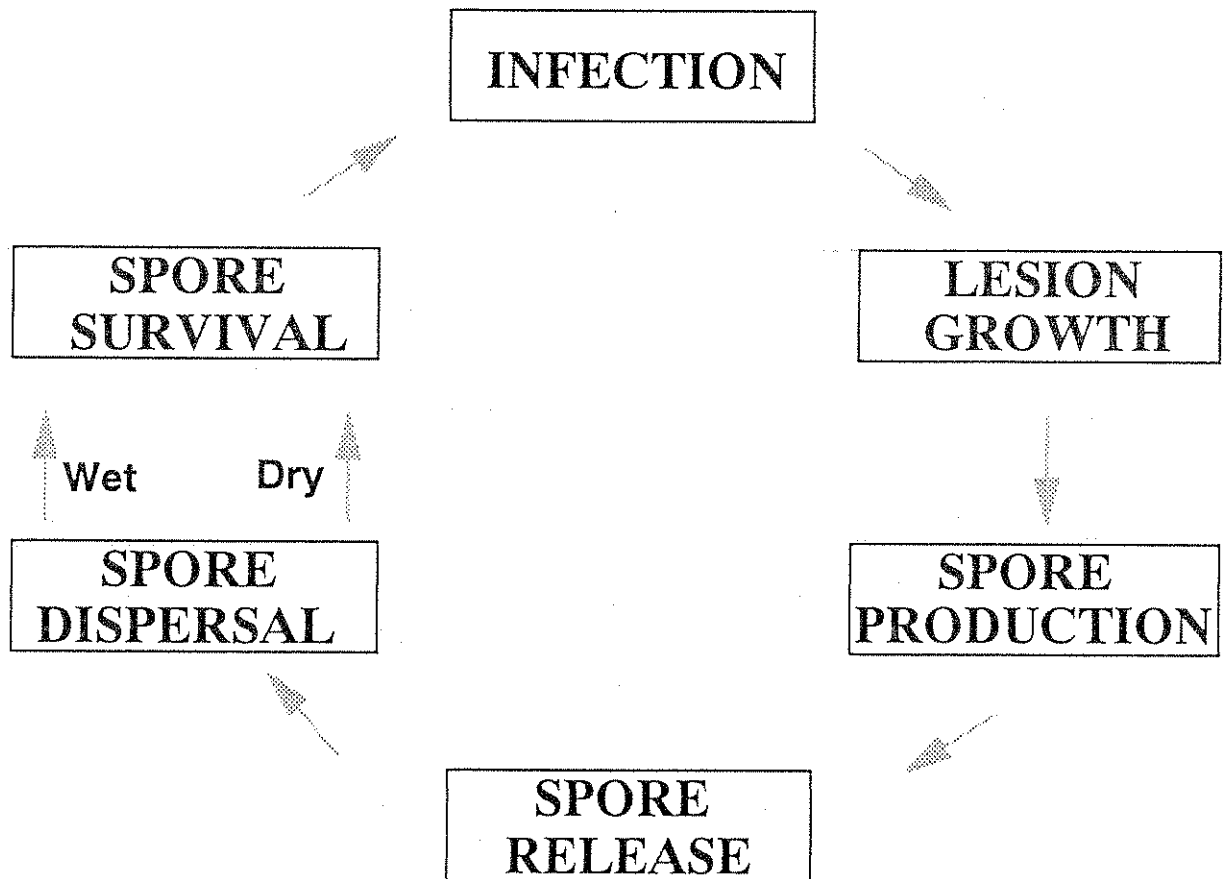 INFECTION
SPORE
SURVIVAL
LESION
GROWTH
Wet
Dry
SPORE
DISPERSAL
SPORE
PRODUCTION
SPORE
RELEASE